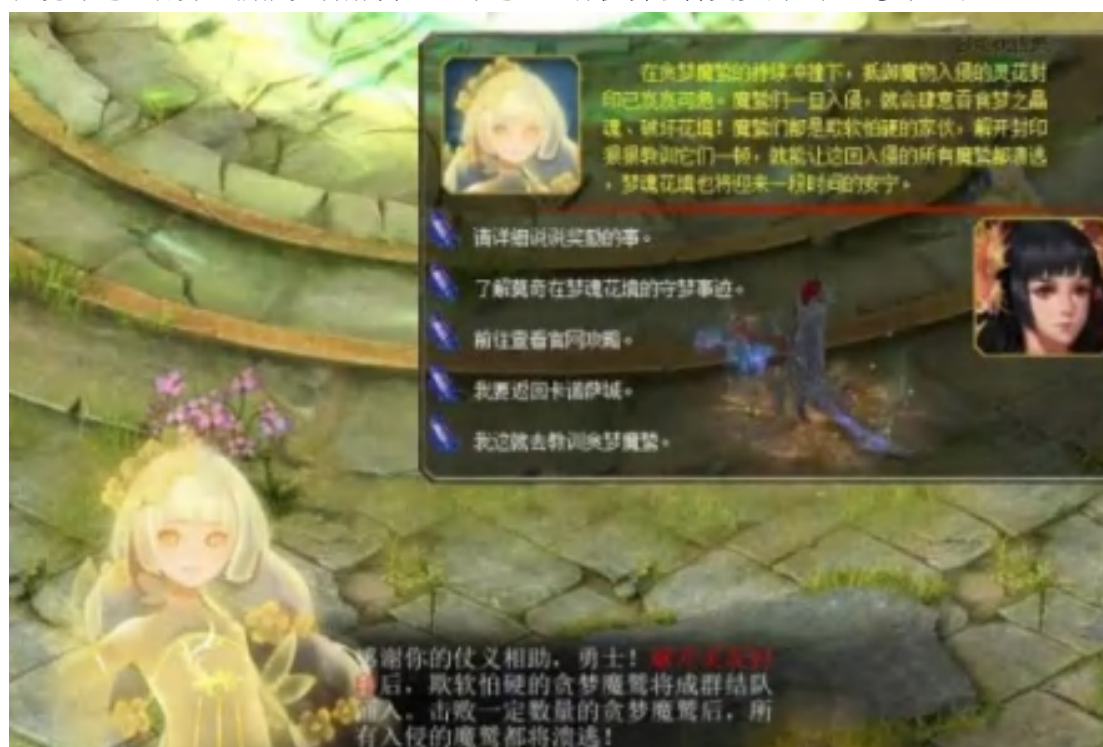 在贪梦魔鹫的持续冲撞下，抵御魔物入侵的灵花封
印已岌岌可危。魔鹫们一旦入侵，就会肆意吞食梦之晶
魂、破坏花境！魔鹫们都是欺软怕硬的家伙，解开封印
狠狠教训它们一顿，就能让这回入侵的所有魔鹫都溃逃
，梦魂花境也将迎来一段时间的安宁。
请详细说说奖励的事。
了解莫奇在梦魂花境的守梦事迹。
前往查看官网攻略。
我要返回卡诺萨城。
我这就去教训贪梦魔鹫。
感谢你的仗义相助，勇士！
后，欺软怕硬的贪梦魔鹫将成群结队
入。击败一定数量的贪梦魔鹫后，所
有入侵的魔鹫都将溃逃！